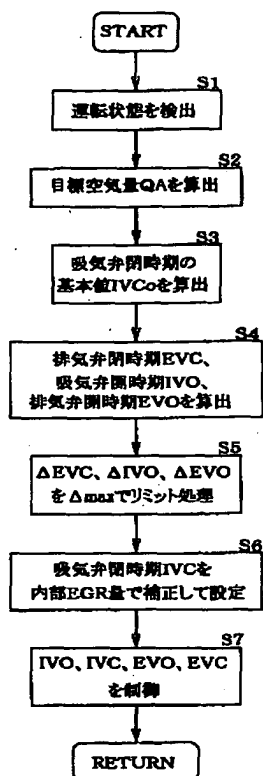 START
S1
運転状態を検出
S2
目標空気量QAを算出
S3
吸気弁閉時期の
基本値IVCoを算出
S4
排気弁閉時期EVC、
吸気弁開時期IVO、
排気弁開時期EVOを算出
S5
ΔEVC、ΔIVO、ΔEVO
をΔmaxでリミット処理
S6
吸気弁閉時期IVCを
内部EGR量で補正して設定
S7
IVO、IVC、EVO、EVC
を制御
RETURN